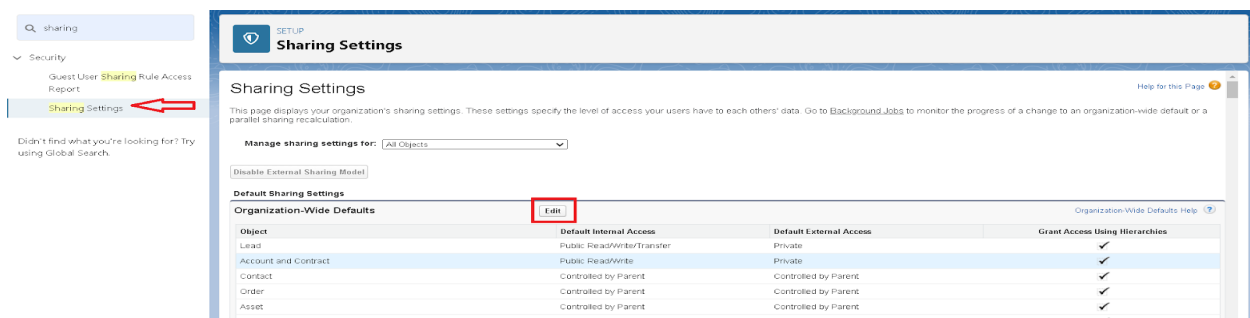 sharing
Security
Guest User Sharing Rule Access
Report
Sharing Settings
Didn't find what you're looking for? Try
using Global Search.
SETUP
Sharing Settings
Sharing Settings
Help for this Page ?
This page displays your organization's sharing settings. These settings specify the level of access your users have to each others' data. Go to Background Jobs to monitor the progress of a change to an organization-wide default or a
parallel sharing recalculation.
Manage sharing settings for: All Objects
Disable External Sharing Model
Default Sharing Settings
Organization-Wide Defaults Edit Organization-Wide Defaults Help ?
Object Default Internal Access Default External Access Grant Access Using Hierarchies
Lead Public Read/Write/Transfer Private ✓
Account and Contract Public Read/Write Private ✓
Contact Controlled by Parent Controlled by Parent ✓
Order Controlled by Parent Controlled by Parent ✓
Asset Controlled by Parent Controlled by Parent ✓